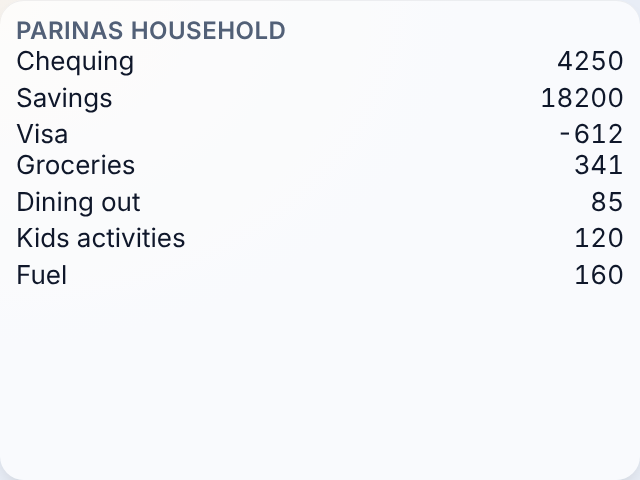 PARINAS HOUSEHOLD
Chequing 4250
Savings 18200
Visa -612
Groceries 341
Dining out 85
Kids activities 120
Fuel 160